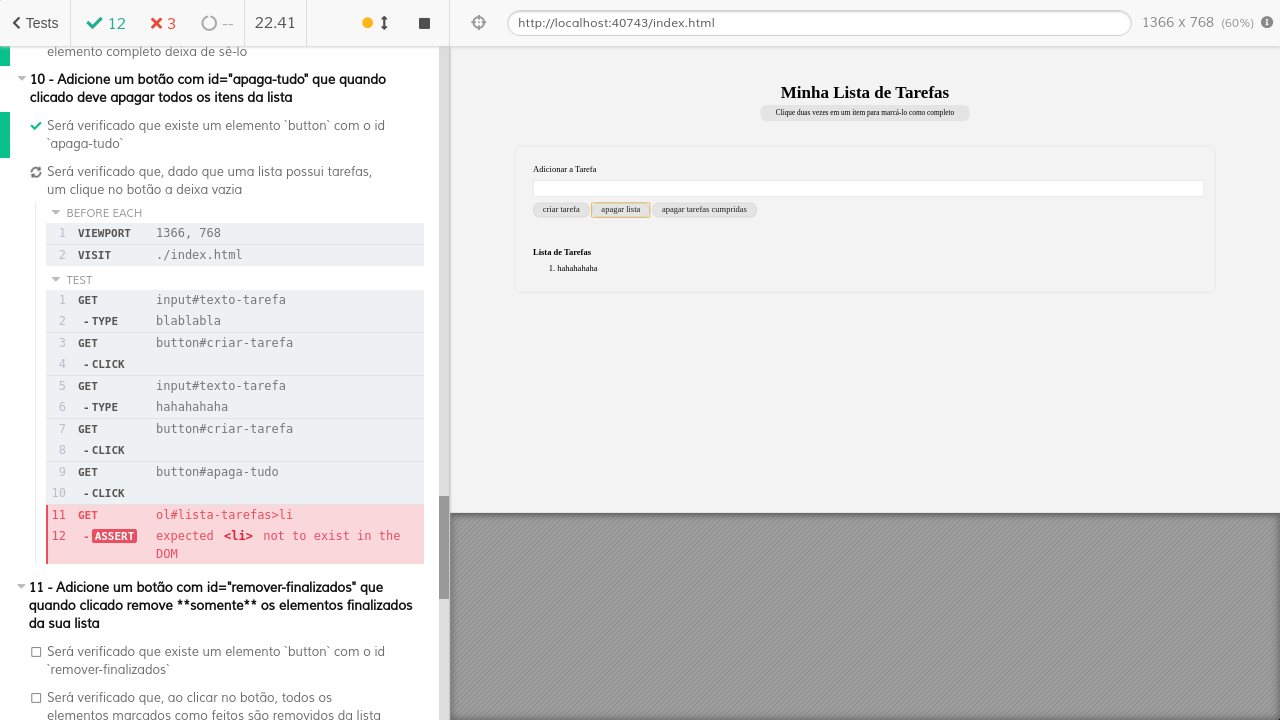 Tests
12
3
--
22.41
http://localhost:40743/index.html
1366 x 768 (60%)
elemento completo deixa de sê-lo
10 - Adicione um botão com id="apaga-tudo" que quando
clicado deve apagar todos os itens da lista
Será verificado que existe um elemento `button` com o id
`apaga-tudo`
Será verificado que, dado que uma lista possui tarefas,
um clique no botão a deixa vazia
BEFORE EACH
1 VIEWPORT 1366, 768
2 VISIT ./index.html
TEST
1 GET input#texto-tarefa
2 -TYPE blablabla
3 GET button#criar-tarefa
4 -CLICK
5 GET input#texto-tarefa
6 -TYPE hahahahaha
7 GET button#criar-tarefa
8 -CLICK
9 GET button#apaga-tudo
10 -CLICK
11 GET ol#lista-tarefas>li
12 -ASSERT expected <li> not to exist in the
DOM
11 - Adicione um botão com id="remover-finalizados" que
quando clicado remove **somente** os elementos finalizados
da sua lista
Será verificado que existe um elemento `button` com o id
`remover-finalizados`
Será verificado que, ao clicar no botão, todos os
elementos marcados como feitos são removidos da lista
Minha Lista de Tarefas
Clique duas vezes em um item para marcá-lo como completo
Adicionar a Tarefa
criar tarefa apagar lista apagar tarefas cumpridas
Lista de Tarefas
1. hahahahaha